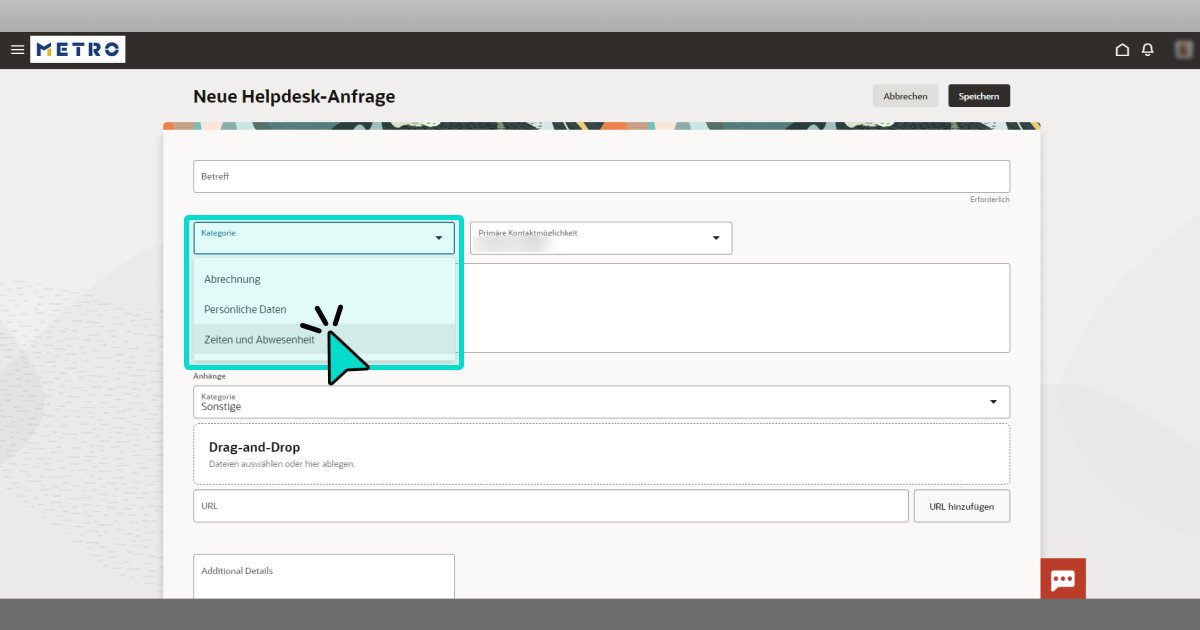 METRO
Neue Helpdesk-Anfrage
Abbrechen
Speichern
Betreff
Erforderlich
Kategorie
Primäre Kontaktmöglichkeit
Abrechnung
Persönliche Daten
Zeiten und Abwesenheit
Anhänge
Kategorie
Sonstige
Drag-and-Drop
Dateien auswählen oder hier ablegen.
URL
URL hinzufügen
Additional Details